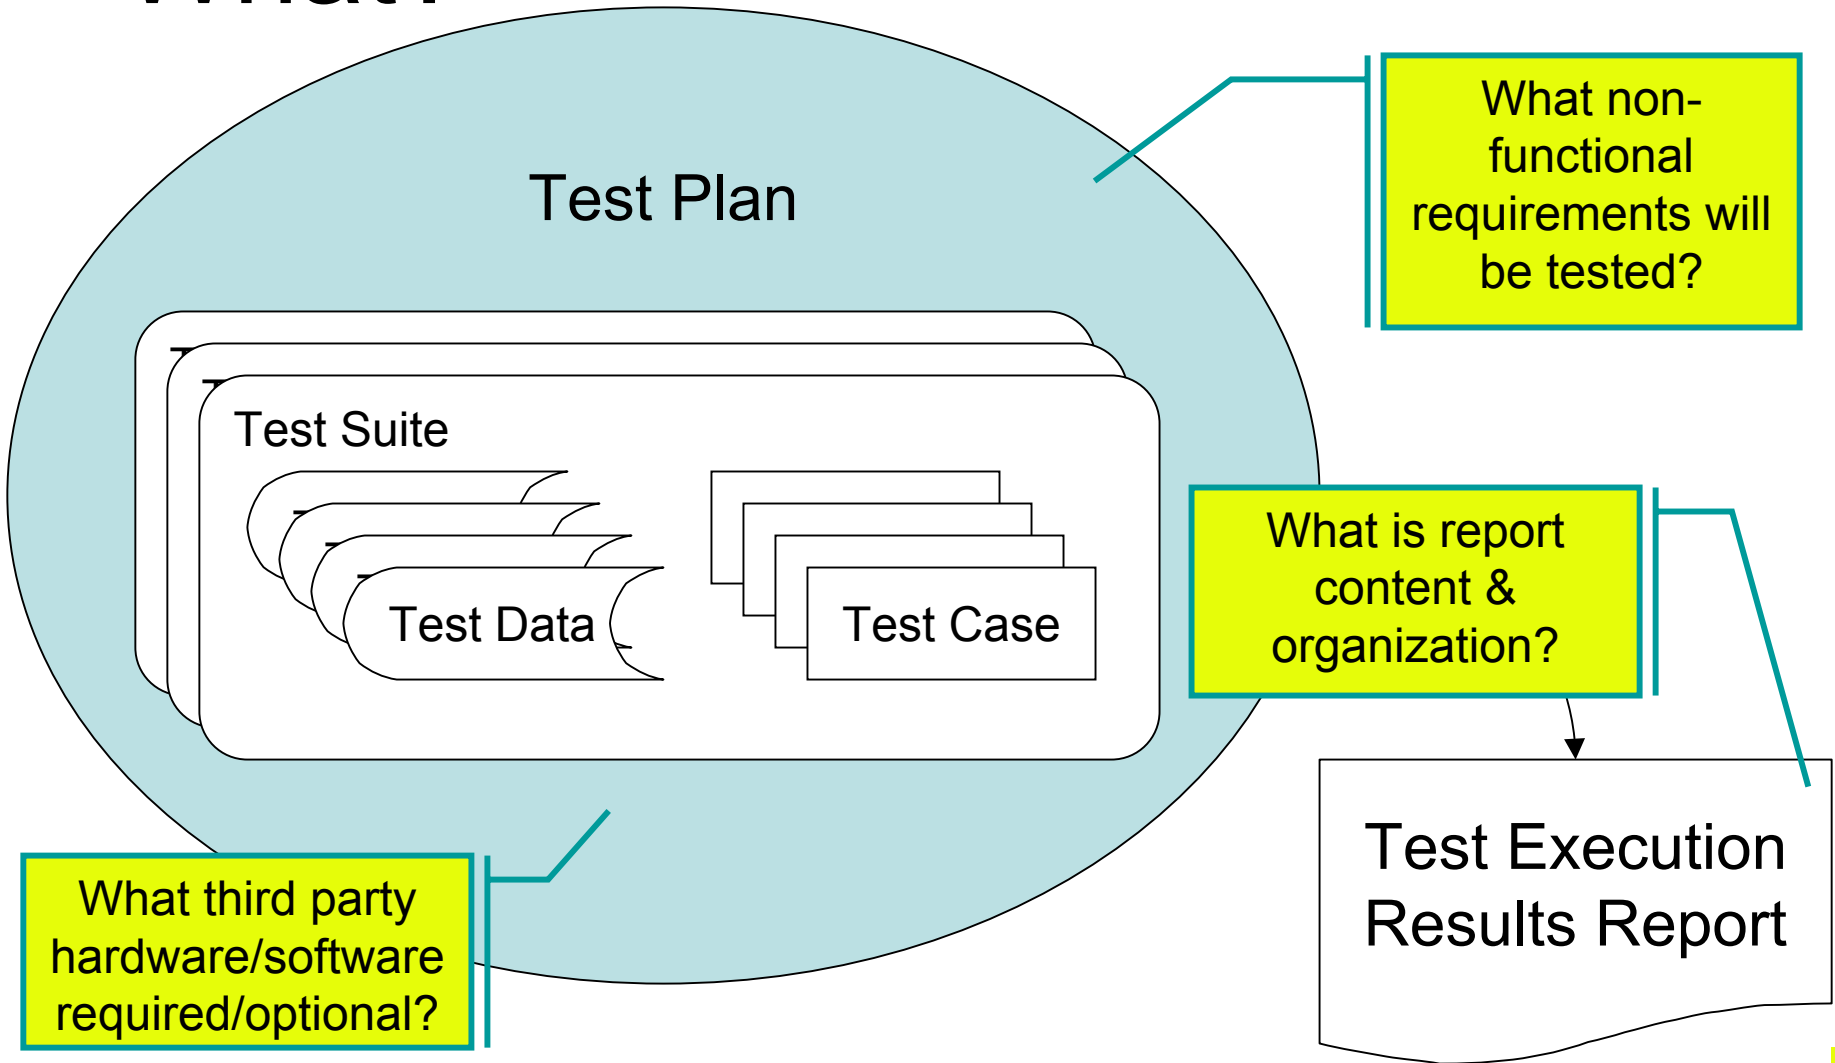 What?
Test Plan
What non-
functional
requirements will
be tested?
Test Suite
Test Data
Test Case
What is report
content &
organization?
What third party
hardware/software
required/optional?
Test Execution
Results Report